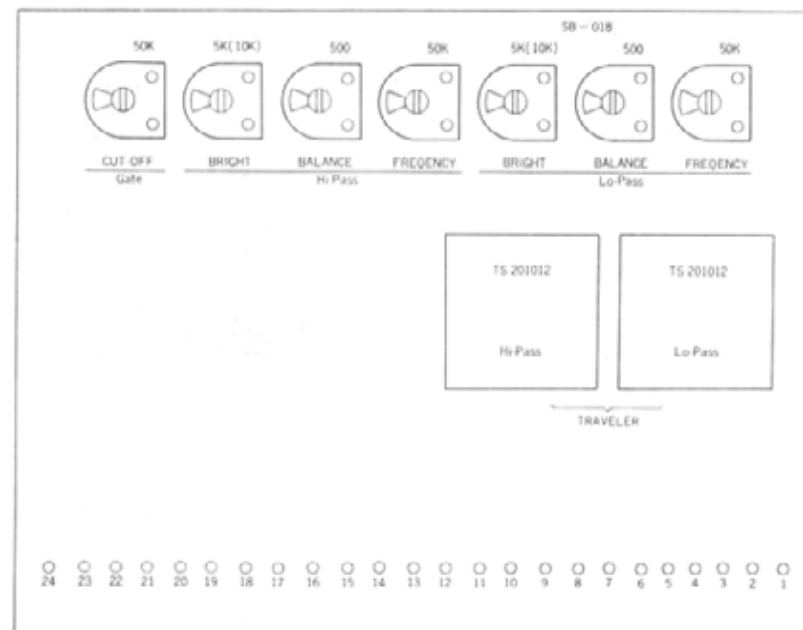 SB-018
50K 5K(10K) 500 50K 5K(10K) 500 50K
CUT-OFF BRIGHT BALANCE FREQENCY BRIGHT BALANCE FREQENCY
Gate Hi-Pass Lo-Pass
TS 201012 TS 201012
Hi-Pass Lo-Pass
TRAVELER
24 23 22 21 20 19 18 17 16 15 14 13 12 11 10 9 8 7 6 5 4 3 2 1